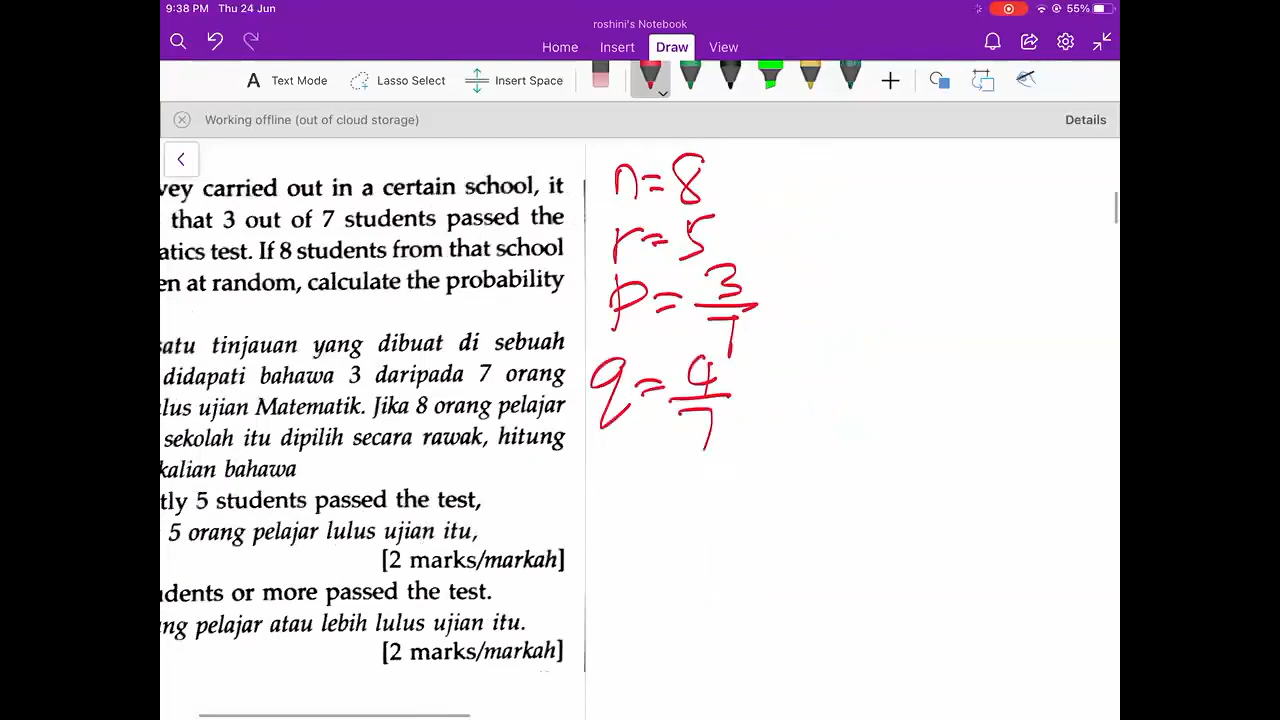 9:38 PM Thu 24 Jun
55%
roshini's Notebook
Home Insert Draw View
Text Mode Lasso Select Insert Space
Working offline (out of cloud storage) Details
vey carried out in a certain school, it
that 3 out of 7 students passed the
atics test. If 8 students from that school
en at random, calculate the probability
satu tinjauan yang dibuat di sebuah
didapati bahawa 3 daripada 7 orang
ulus ujian Matematik. Jika 8 orang pelajar
sekolah itu dipilih secara rawak, hitung
kalian bahawa
tly 5 students passed the test,
5 orang pelajar lulus ujian itu,
[2 marks/markah]
udents or more passed the test.
ng pelajar atau lebih lulus ujian itu.
[2 marks/markah]
n=8
r=5
p=3/7
q=4/7